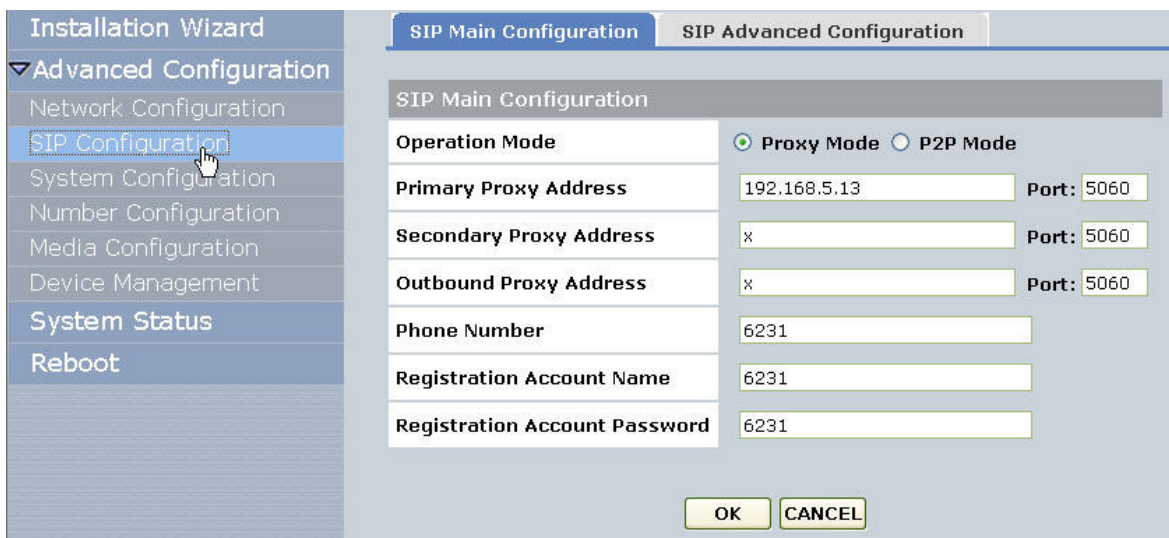 Installation Wizard
Advanced Configuration
Network Configuration
SIP Configuration
System Configuration
Number Configuration
Media Configuration
Device Management
System Status
Reboot
SIP Main Configuration
SIP Advanced Configuration
SIP Main Configuration
Operation Mode Proxy Mode P2P Mode
Primary Proxy Address 192.168.5.13 Port: 5060
Secondary Proxy Address x Port: 5060
Outbound Proxy Address x Port: 5060
Phone Number 6231
Registration Account Name 6231
Registration Account Password 6231
OK CANCEL